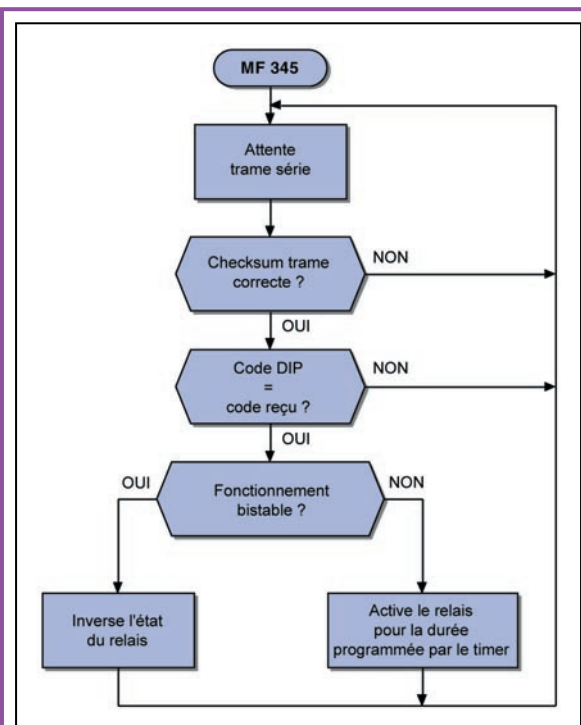 MF 345
Attente
trame série
Checksum trame
correcte ?
NON
OUI
Code DIP
=
code reçu ?
NON
OUI
Fonctionnement
bistable ?
OUI
NON
Inverse l'état
du relais
Active le relais
pour la durée
programmée par le timer